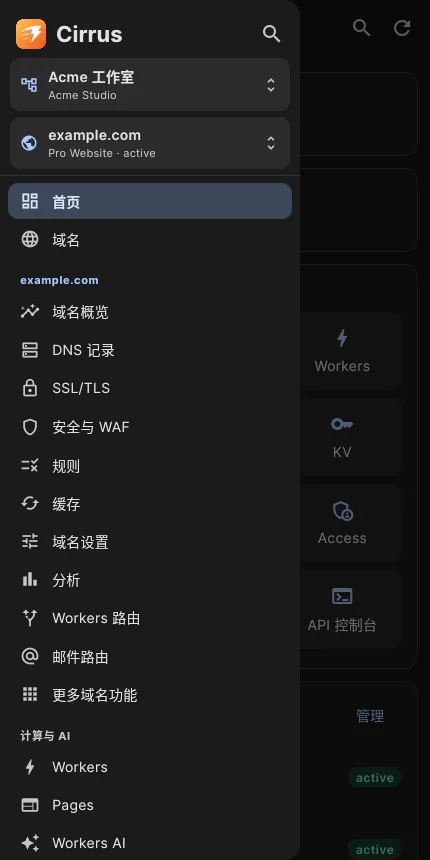 Cirrus
Acme 工作室
Acme Studio
example.com
Pro Website · active
首页
域名
example.com
域名概览
DNS 记录
SSL/TLS
安全与 WAF
规则
缓存
域名设置
分析
Workers 路由
邮件路由
更多域名功能
计算与 AI
Workers
Pages
Workers AI
Workers
KV
Access
API 控制台
管理
active
active